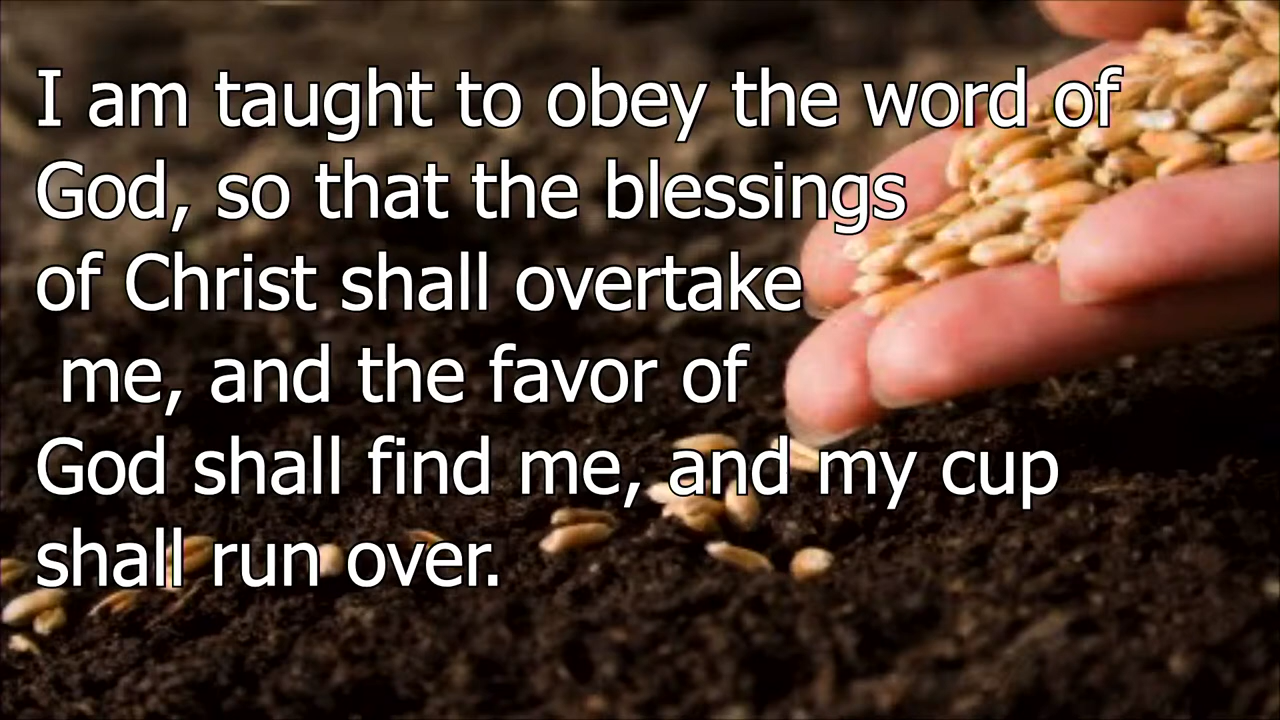 I am taught to obey the word of
God, so that the blessings
of Christ shall overtake
me, and the favor of
God shall find me, and my cup
shall run over.